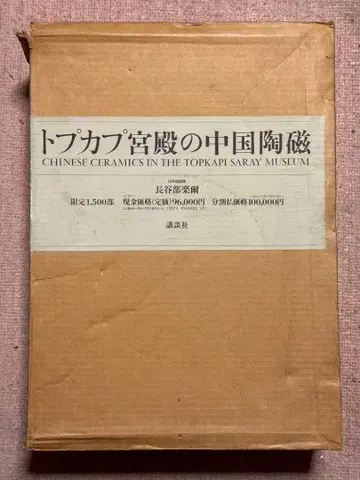 トプカプ宮殿の中国陶磁
CHINESE CERAMICS IN THE TOPKAPI SARAY MUSEUM
長谷部楽爾
限定1,500部 現金価格(定価)96,000円 分割払価格100,000円
講談社